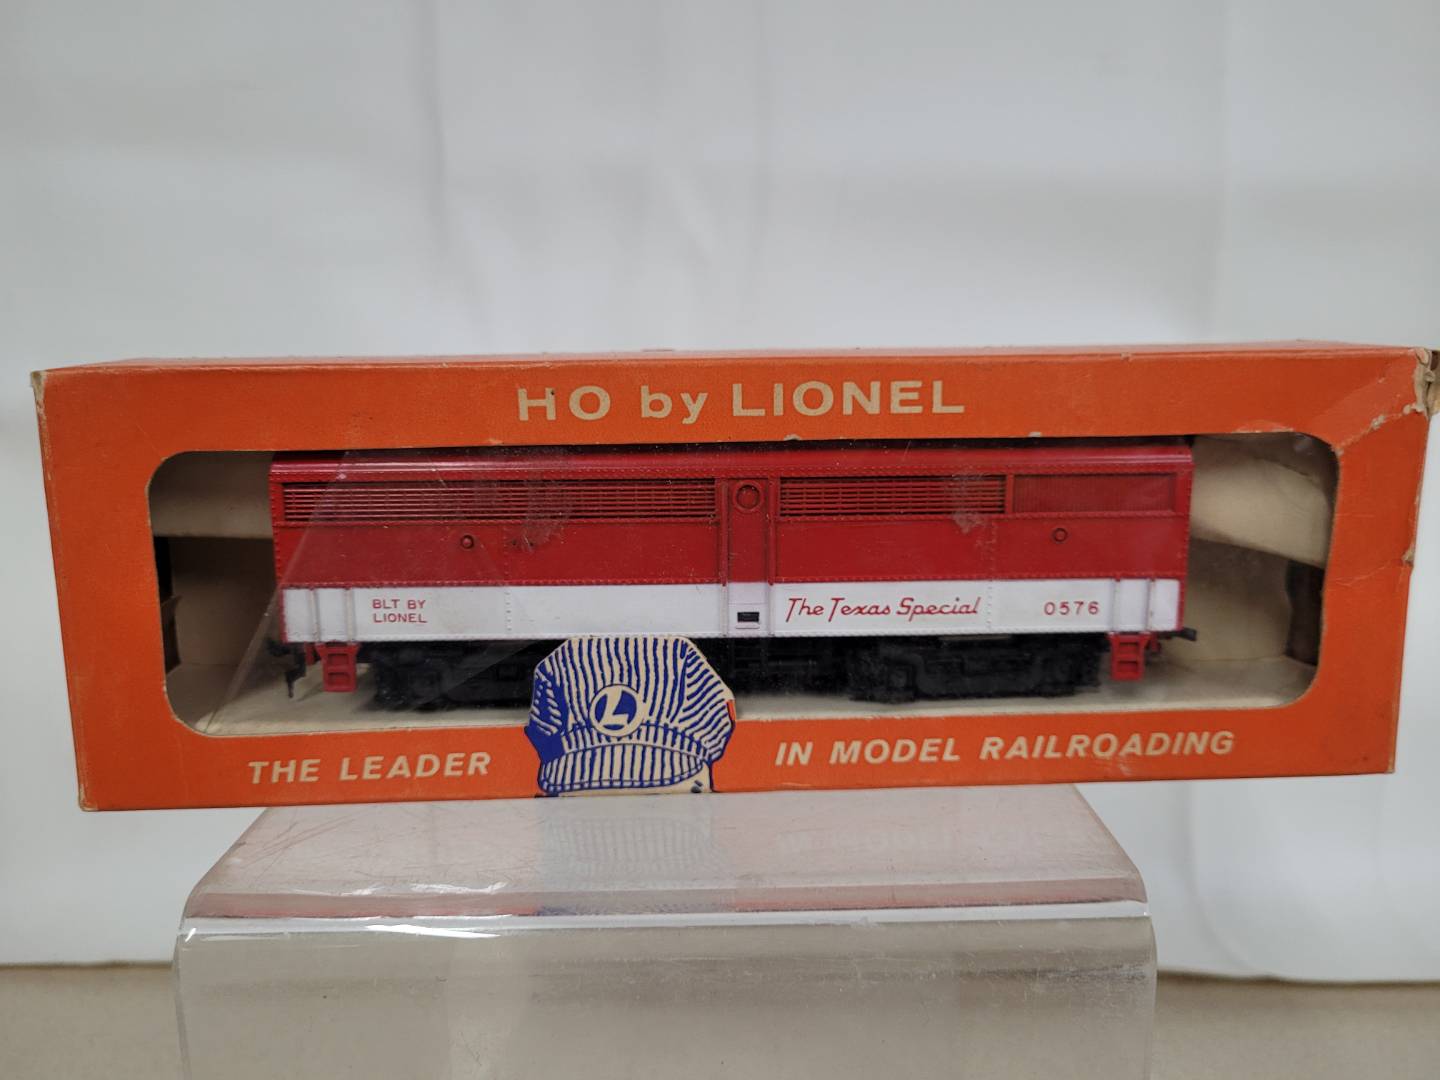 HO by LIONEL
BLT BY
LIONEL
The Texas Special
0576
L
THE LEADER
IN MODEL RAILROADING